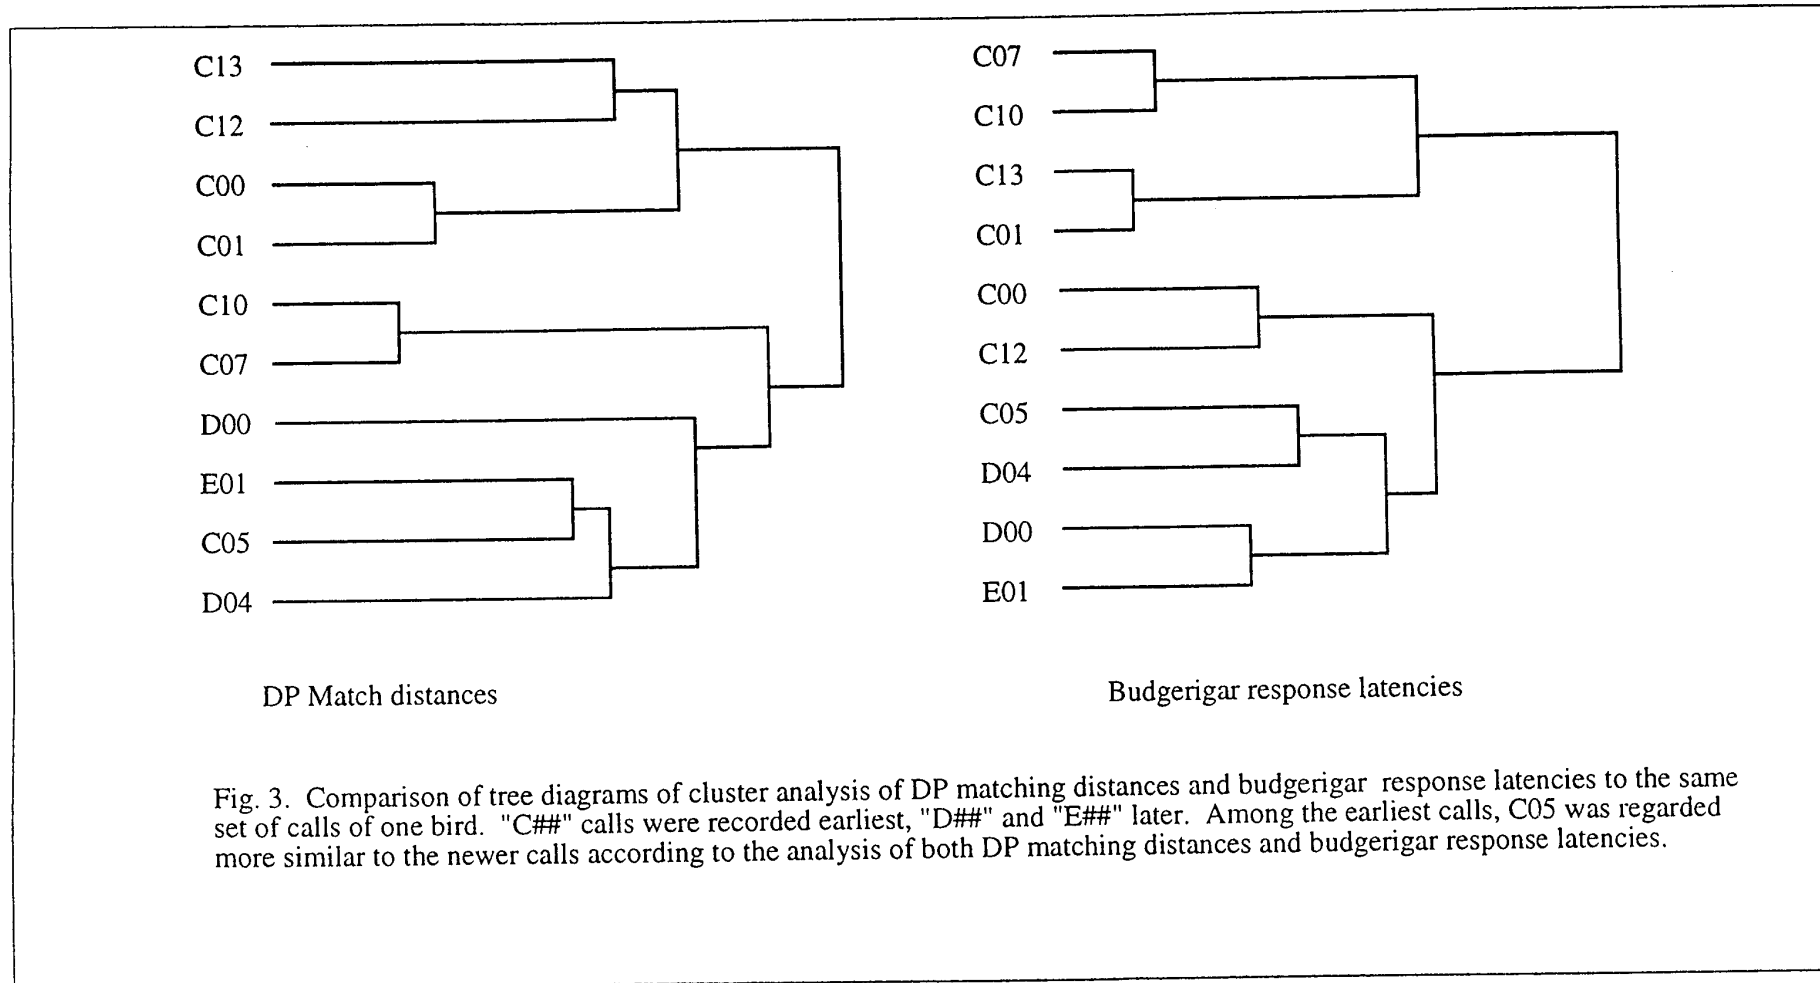 C13
C12
C00
C01
C10
C07
D00
E01
C05
D04
DP Match distances
C07
C10
C13
C01
C00
C12
C05
D04
D00
E01
Budgerigar response latencies
Fig. 3. Comparison of tree diagrams of cluster analysis of DP matching distances and budgerigar response latencies to the same
set of calls of one bird. "C##" calls were recorded earliest, "D##" and "E##" later. Among the earliest calls, C05 was regarded
more similar to the newer calls according to the analysis of both DP matching distances and budgerigar response latencies.